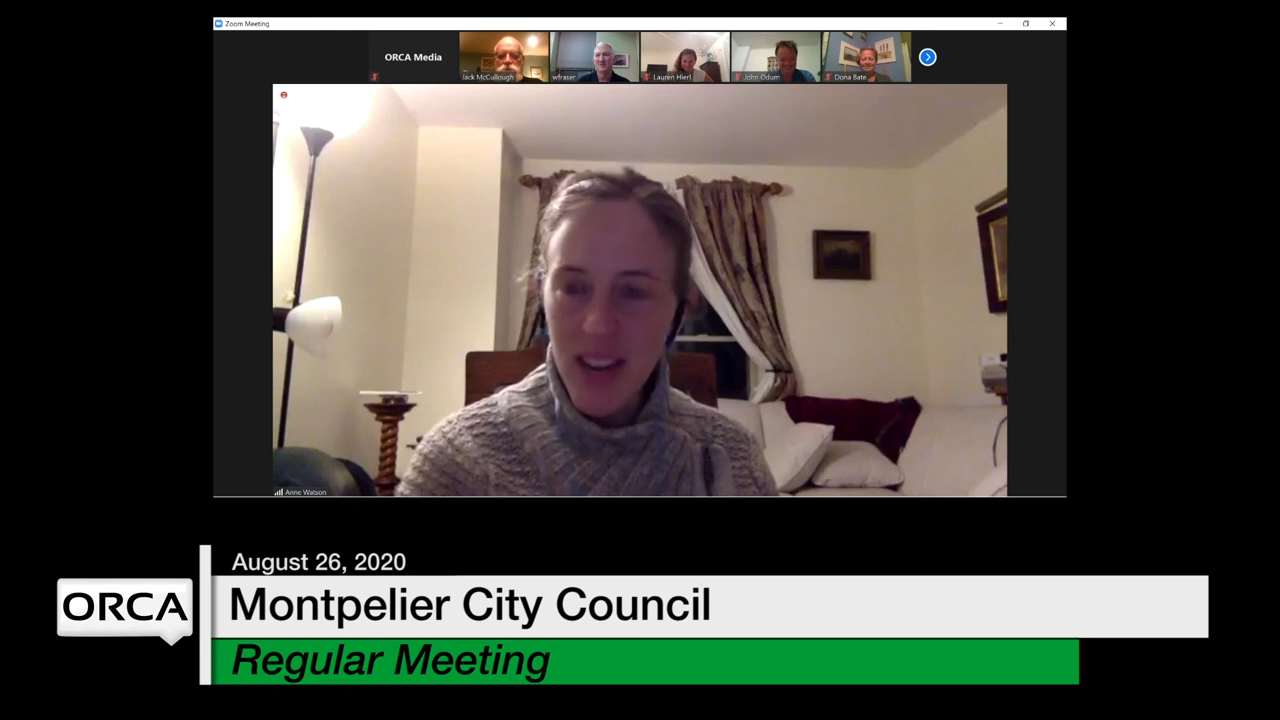 Zoom Meeting
ORCA Media
Jack McCullough
wfraser
Lauren Hierl
John Odum
Dona Bate
Anne Watson
August 26, 2020
ORCA
Montpelier City Council
Regular Meeting